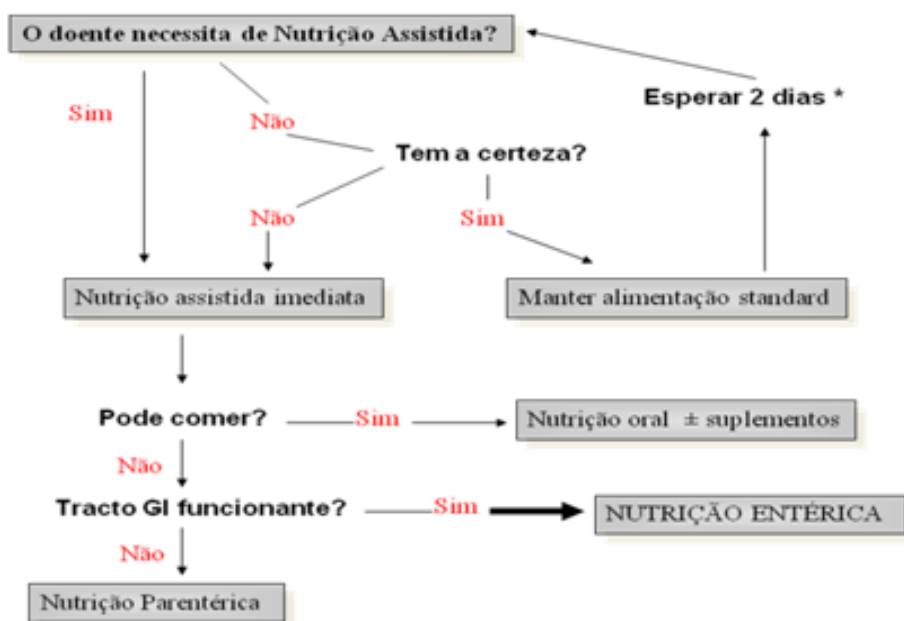 O doente necessita de Nutrição Assistida?
Esperar 2 dias *
Sim
Não
Tem a certeza?
Não
Sim
Nutrição assistida imediata
Manter alimentação standard
Pode comer?
Sim
Nutrição oral ± suplementos
Não
Tracto GI funcionante?
Sim
NUTRIÇÃO ENTÉRICA
Não
Nutrição Parentérica